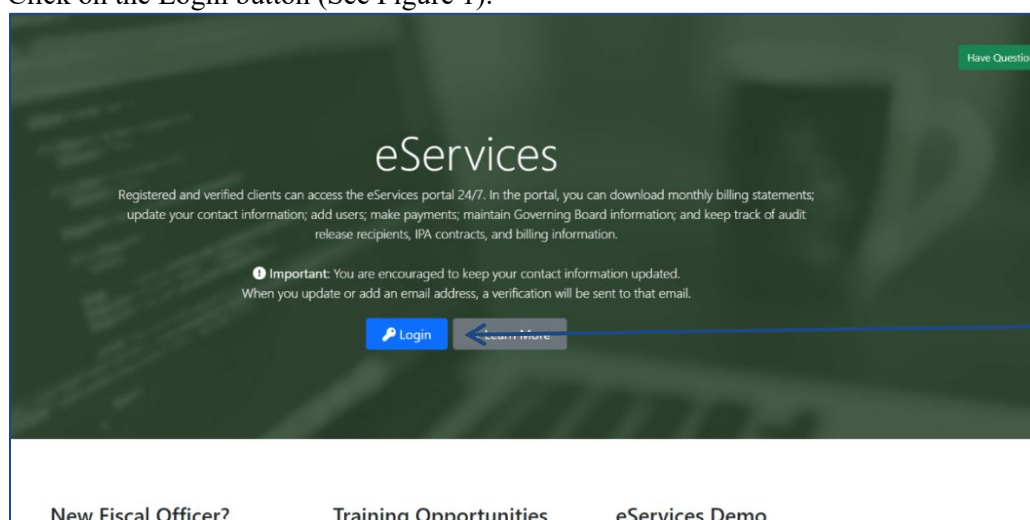 Click on the Login button (See Figure 1).
Have Question
eServices
Registered and verified clients can access the eServices portal 24/7. In the portal, you can download monthly billing statements;
update your contact information; add users; make payments; maintain Governing Board information; and keep track of audit
release recipients, IPA contracts, and billing information.
Important: You are encouraged to keep your contact information updated.
When you update or add an email address, a verification will be sent to that email.
Login Learn More
New Fiscal Officer? Training Opportunities eServices Demo